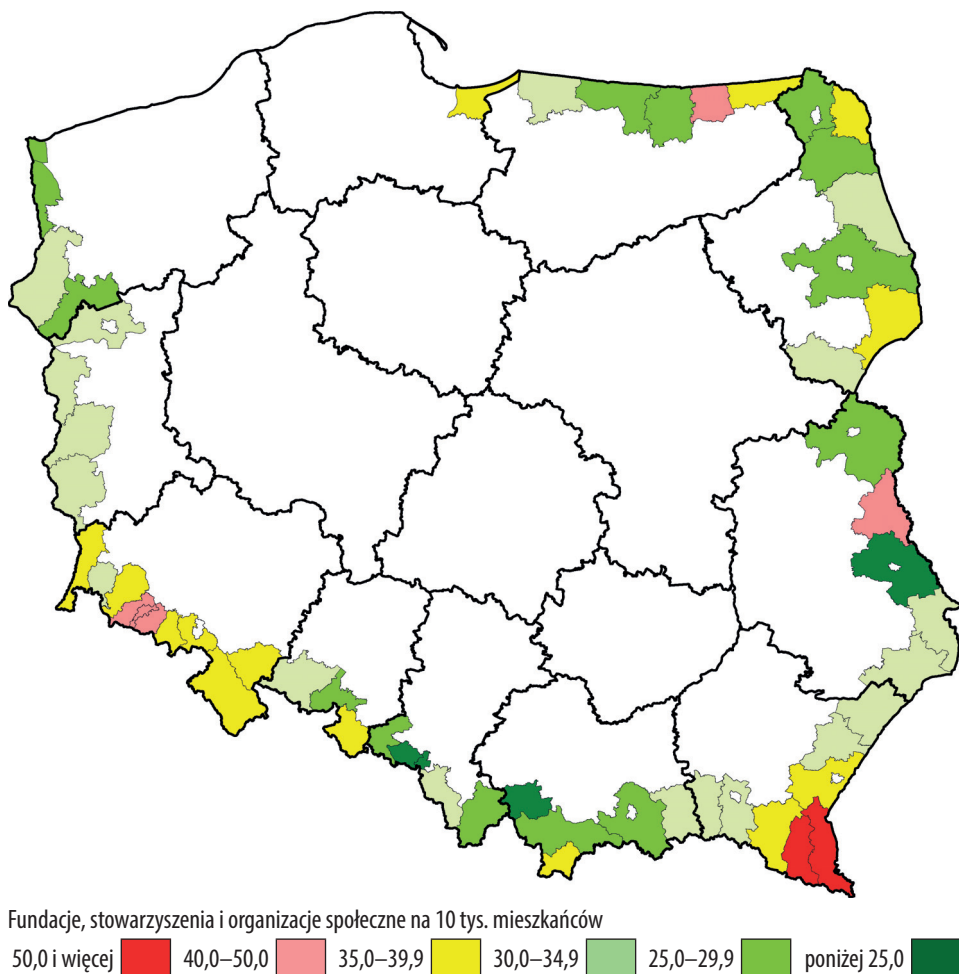 Fundacje, stowarzyszenia i organizacje społeczne na 10 tys. mieszkańców
50,0 i więcej 40,0–50,0 35,0–39,9 30,0–34,9 25,0–29,9 poniżej 25,0